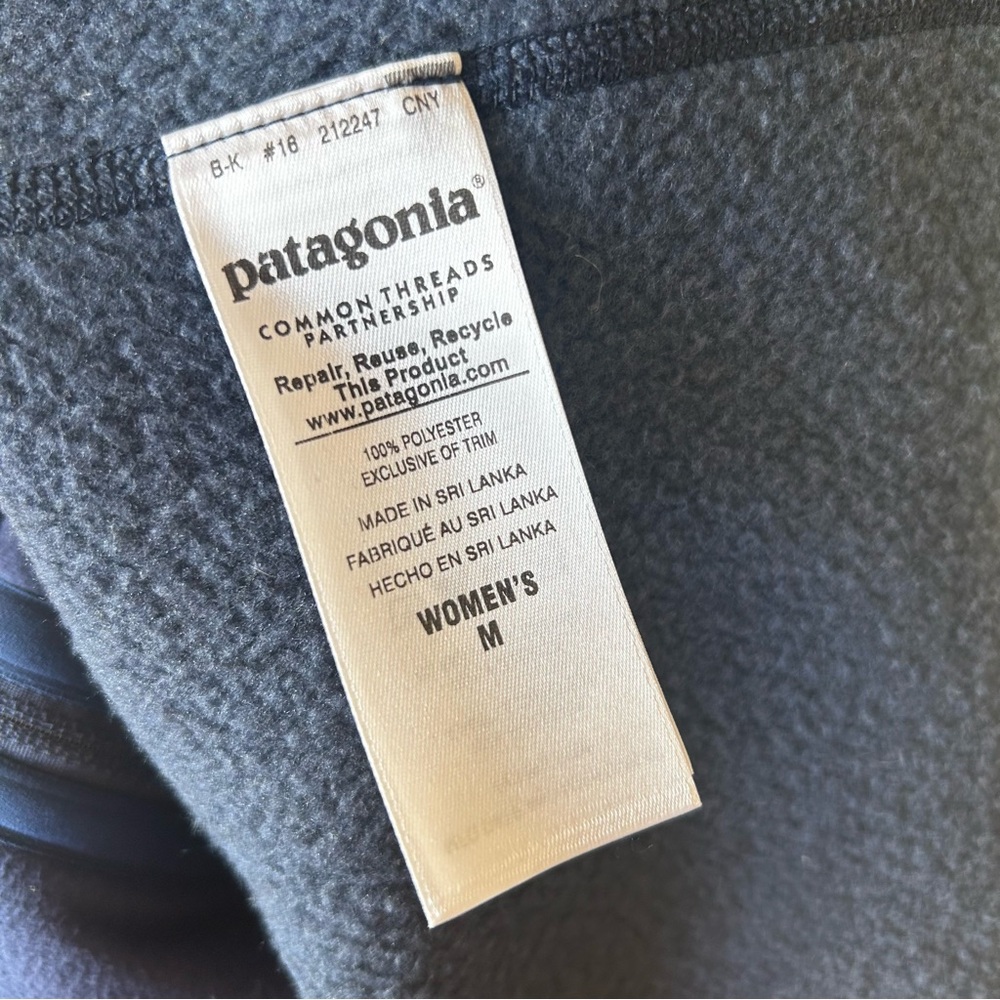 B-K #16 212247 CNY
patagonia®
COMMON THREADS
PARTNERSHIP
Repair, Reuse, Recycle
This Product
www.patagonia.com
100% POLYESTER
EXCLUSIVE OF TRIM
MADE IN SRI LANKA
FABRIQUÉ AU SRI LANKA
HECHO EN SRI LANKA
WOMEN'S
M